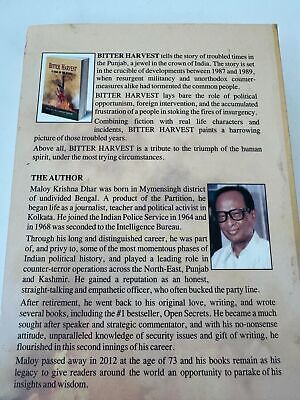 BITTER HARVEST
BITTER HARVEST tells the story of troubled times in
the Punjab, a jewel in the crown of India. The story is set
in the crucible of developments between 1987 and 1989,
when resurgent militancy and unorthodox counter-
measures alike had tormented the common people.
BITTER HARVEST lays bare the role of political
opportunism, foreign intervention, and the accumulated
frustration of a people in stoking the fires of insurgency.
Combining fiction with real life characters and
incidents, BITTER HARVEST paints a harrowing
picture of those troubled years.
Above all, BITTER HARVEST is a tribute to the triumph of the human
spirit, under the most trying circumstances.
THE AUTHOR
Maloy Krishna Dhar was born in Mymensingh district
of undivided Bengal. A product of the Partition, he
began life as a journalist, teacher and political activist in
Kolkata. He joined the Indian Police Service in 1964 and
in 1968 was seconded to the Intelligence Bureau.
Through his long and distinguished career, he was part
of, and privy to, some of the most momentous phases of
Indian political history, and played a leading role in
counter-terror operations across the North-East, Punjab
and Kashmir. He gained a reputation as an honest,
straight-talking and empathetic officer, who often bucked the party line.
After retirement, he went back to his original love, writing, and wrote
several books, including the #1 bestseller, Open Secrets. He became a much
sought after speaker and strategic commentator, and with his no-nonsense
attitude, unparalleled knowledge of security issues and gift of writing, he
flourished in this second innings of his career.
Maloy passed away in 2012 at the age of 73 and his books remain as his
legacy to give readers around the world an opportunity to partake of his
insights and wisdom.